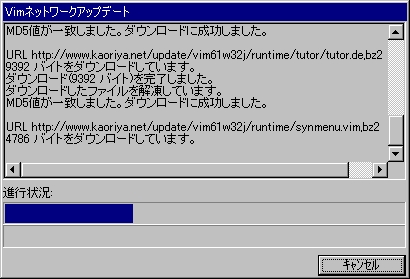 Vimネットワークアップデート
MD5値が一致しました。ダウンロードに成功しました。
URL http://www.kaoriya.net/update/vim61w32j/runtime/tutor/tutor.de,bz2
9392 バイトをダウンロードしています。
ダウンロード(9392 バイト)を完了しました。
ダウンロードしたファイルを解凍しています。
MD5値が一致しました。ダウンロードに成功しました。
URL http://www.kaoriya.net/update/vim61w32j/runtime/synmenu.vim,bz2
4786 バイトをダウンロードしています。
進行状況:
キャンセル